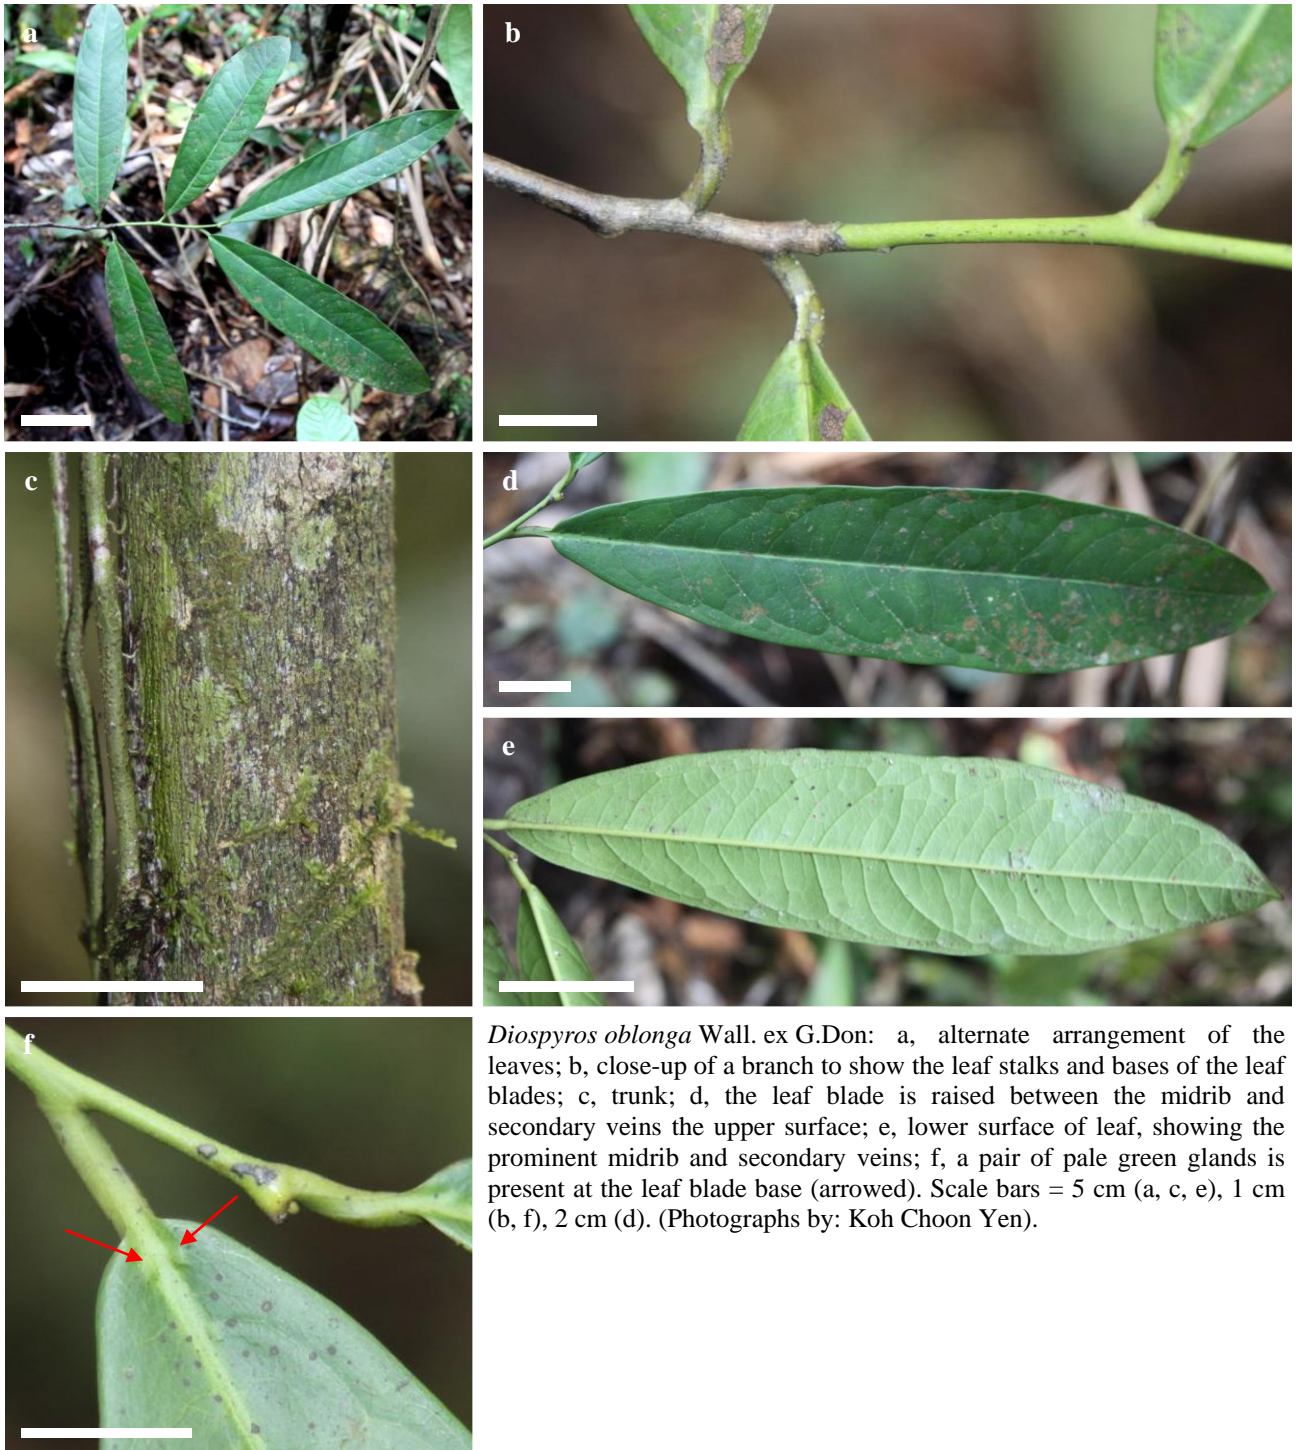 a
b
c
d
e
f
Diospyros oblonga Wall. ex G.Don: a, alternate arrangement of the
leaves; b, close-up of a branch to show the leaf stalks and bases of the leaf
blades; c, trunk; d, the leaf blade is raised between the midrib and
secondary veins the upper surface; e, lower surface of leaf, showing the
prominent midrib and secondary veins; f, a pair of pale green glands is
present at the leaf blade base (arrowed). Scale bars = 5 cm (a, c, e), 1 cm
(b, f), 2 cm (d). (Photographs by: Koh Choon Yen).